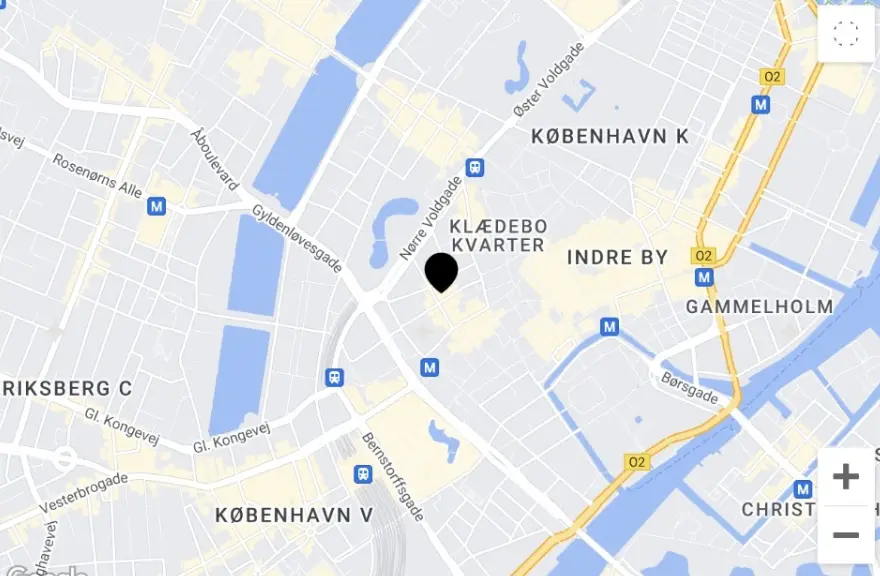 O2
M
Øster Voldgade
KØBENHAVN K
Åboulevard
Rosenørns Alle
M
Nørre Voldgade
Gyldenløvesgade
KLÆDEBO
KVARTER
INDRE BY
O2
M
GAMMELHOLM
M
M
Børsgade
RIKSBERG C
Gl. Kongevej
Gl. Kongevej
Bernstorffsgade
O2
Vesterbrogade
KØBENHAVN V
M
CHRIST
Google